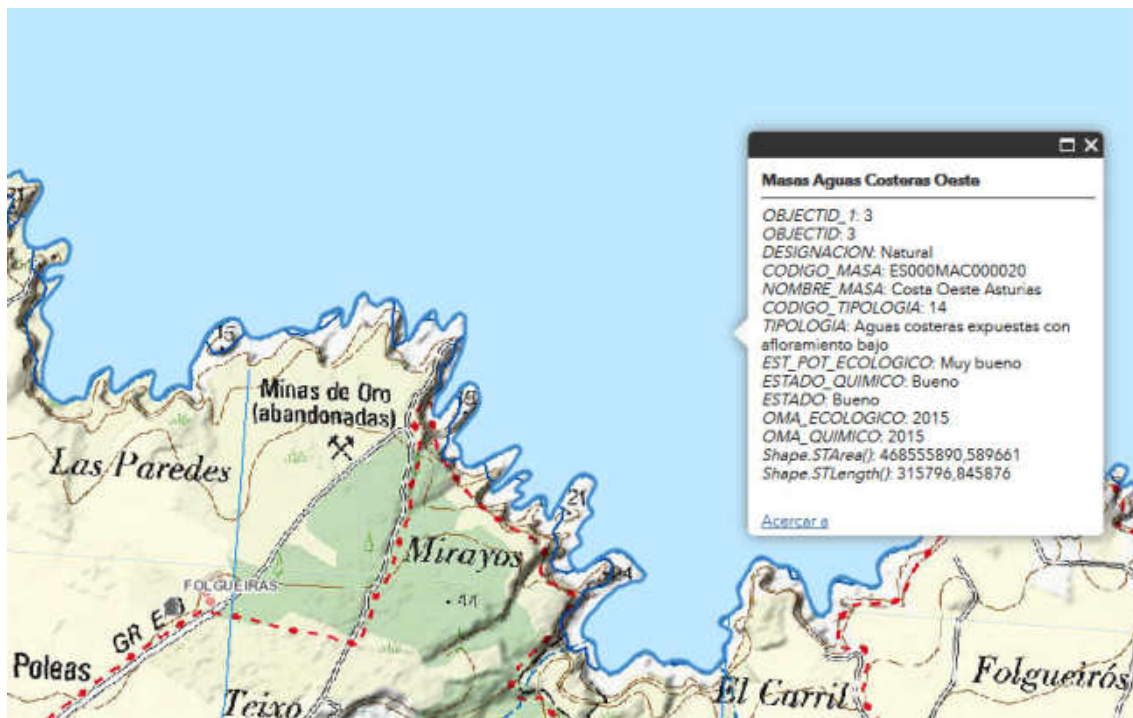 Masas Aguas Costeras Oeste
OBJECTID_1: 3
OBJECTID: 3
DESIGNACION: Natural
CODIGO_MASA: ES000MAC000020
NOMBRE_MASA: Costa Oeste Asturias
CODIGO_TIPOLOGIA: 14
TIPOLOGIA: Aguas costeras expuestas con
afloramiento bajo
EST_POT_ECOLOGICO: Muy bueno
ESTADO_QUIMICO: Bueno
ESTADO: Bueno
OMA_ECOLOGICO: 2015
OMA_QUIMICO: 2015
Shape.STArea(): 468555890,589661
Shape.STLength(): 315796,845876
Acercar a
15
Minas de Oro
(abandonadas)
Las Paredes
21
Mirayos
44
FOLGUEIRAS
GR E
Poleas
Teixo
El Carril
Folgueirós